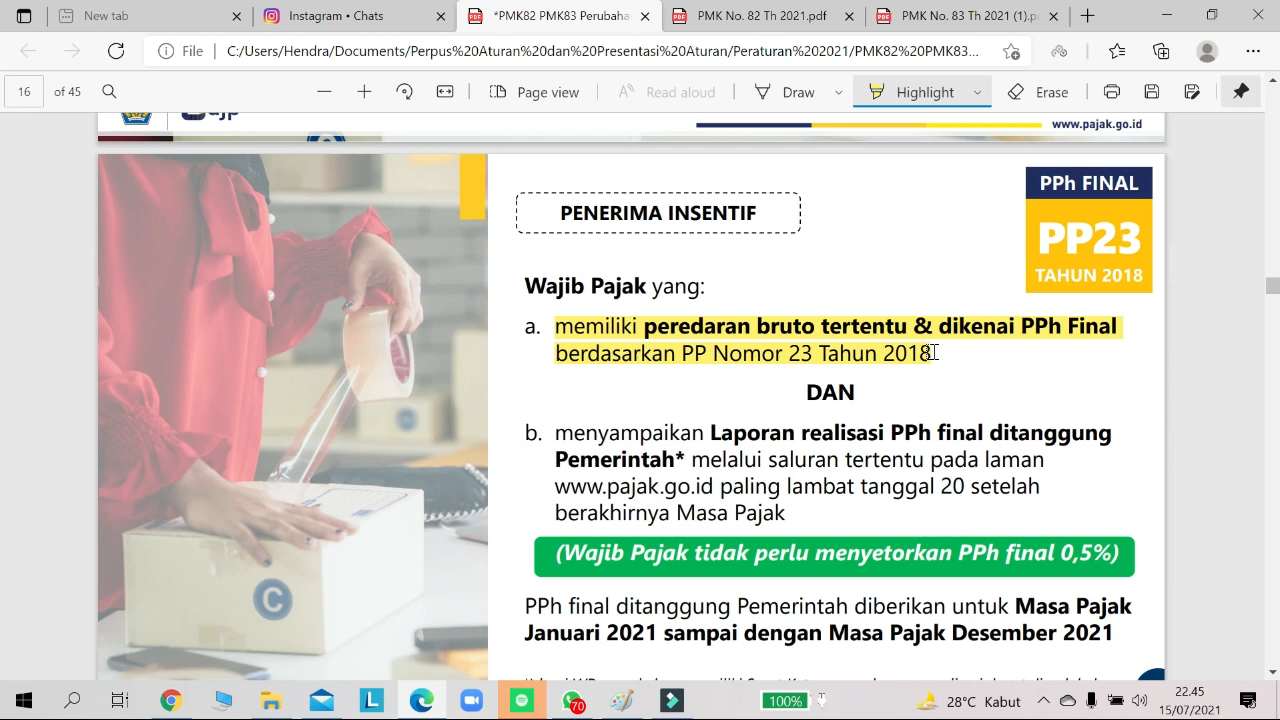 New tab
Instagram • Chats
*PMK82 PMK83 Perubaha
PMK No. 82 Th 2021.pdf
PMK No. 83 Th 2021 (1).p
File
C:/Users/Hendra/Documents/Perpus%20Aturan%20dan%20Presentasi%20Aturan/Peraturan%202021/PMK82%20PMK83...
16
of 45
Page view
Read aloud
Draw
Highlight
Erase
djp
www.pajak.go.id
PPh FINAL
PP23
TAHUN 2018
PENERIMA INSENTIF
Wajib Pajak yang:
a. memiliki peredaran bruto tertentu & dikenai PPh Final
berdasarkan PP Nomor 23 Tahun 2018
DAN
b. menyampaikan Laporan realisasi PPh final ditanggung
Pemerintah* melalui saluran tertentu pada laman
www.pajak.go.id paling lambat tanggal 20 setelah
berakhirnya Masa Pajak
(Wajib Pajak tidak perlu menyetorkan PPh final 0,5%)
PPh final ditanggung Pemerintah diberikan untuk Masa Pajak
Januari 2021 sampai dengan Masa Pajak Desember 2021
C
70
100%
28°C Kabut
22.45
15/07/2021